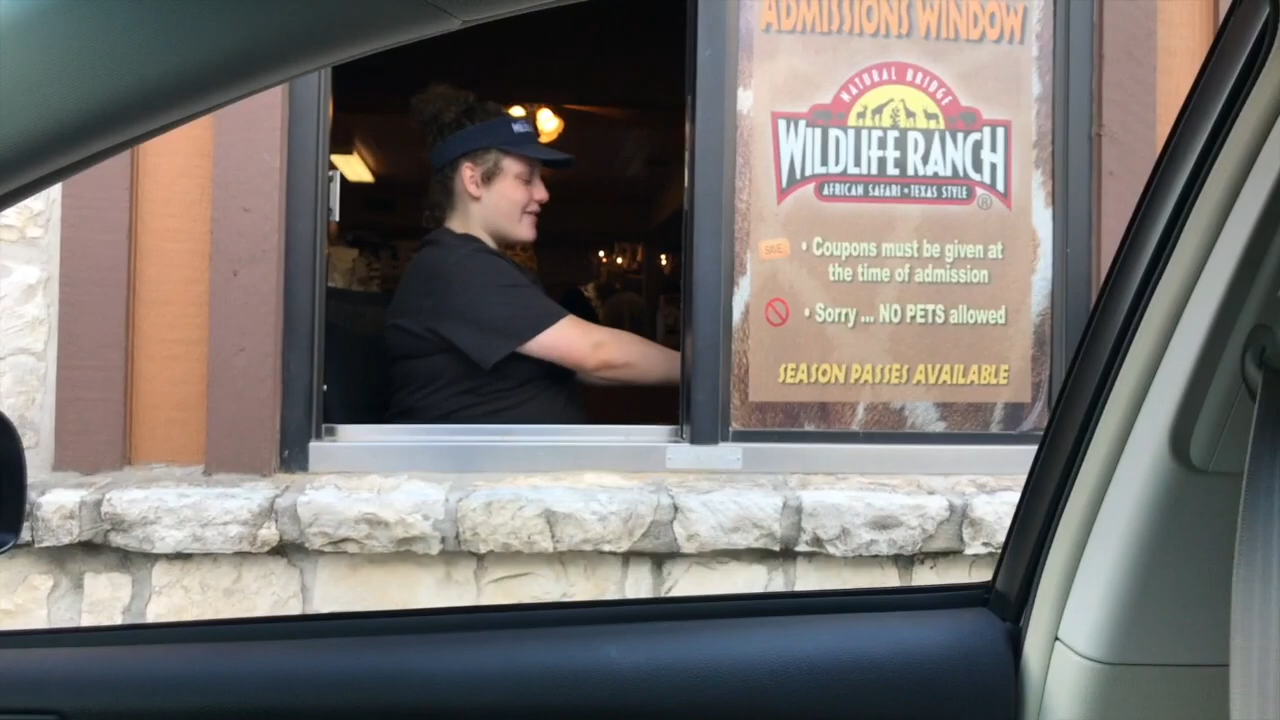 ADMISSIONS WINDOW
NATURAL BRIDGE
WILDLIFE RANCH
AFRICAN SAFARI • TEXAS STYLE
®
SAVE
• Coupons must be given at
the time of admission
• Sorry ... NO PETS allowed
SEASON PASSES AVAILABLE